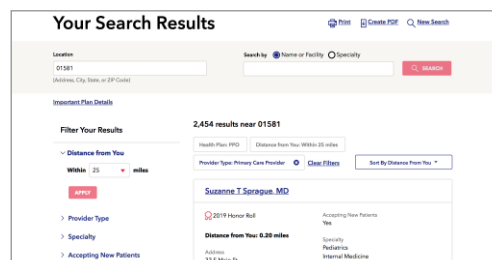 Your Search Results
Print Create PDF New Search
Location
Search by Name or Facility Specialty
01581
SEARCH
(Address, City, State, or ZIP Code)
Important Plan Details
Filter Your Results
2,454 results near 01581
Health Plan: PPO Distance from You: Within 25 miles
Distance from You
Within 25 miles
Provider Type: Primary Care Provider Clear Filters Sort By Distance From You
APPLY
Suzanne T Sprague, MD
Provider Type
2019 Honor Roll
Accepting New Patients
Yes
Specialty
Distance from You: 0.20 miles
Specialty
Pediatrics
Internal Medicine
Accepting New Patients
Address